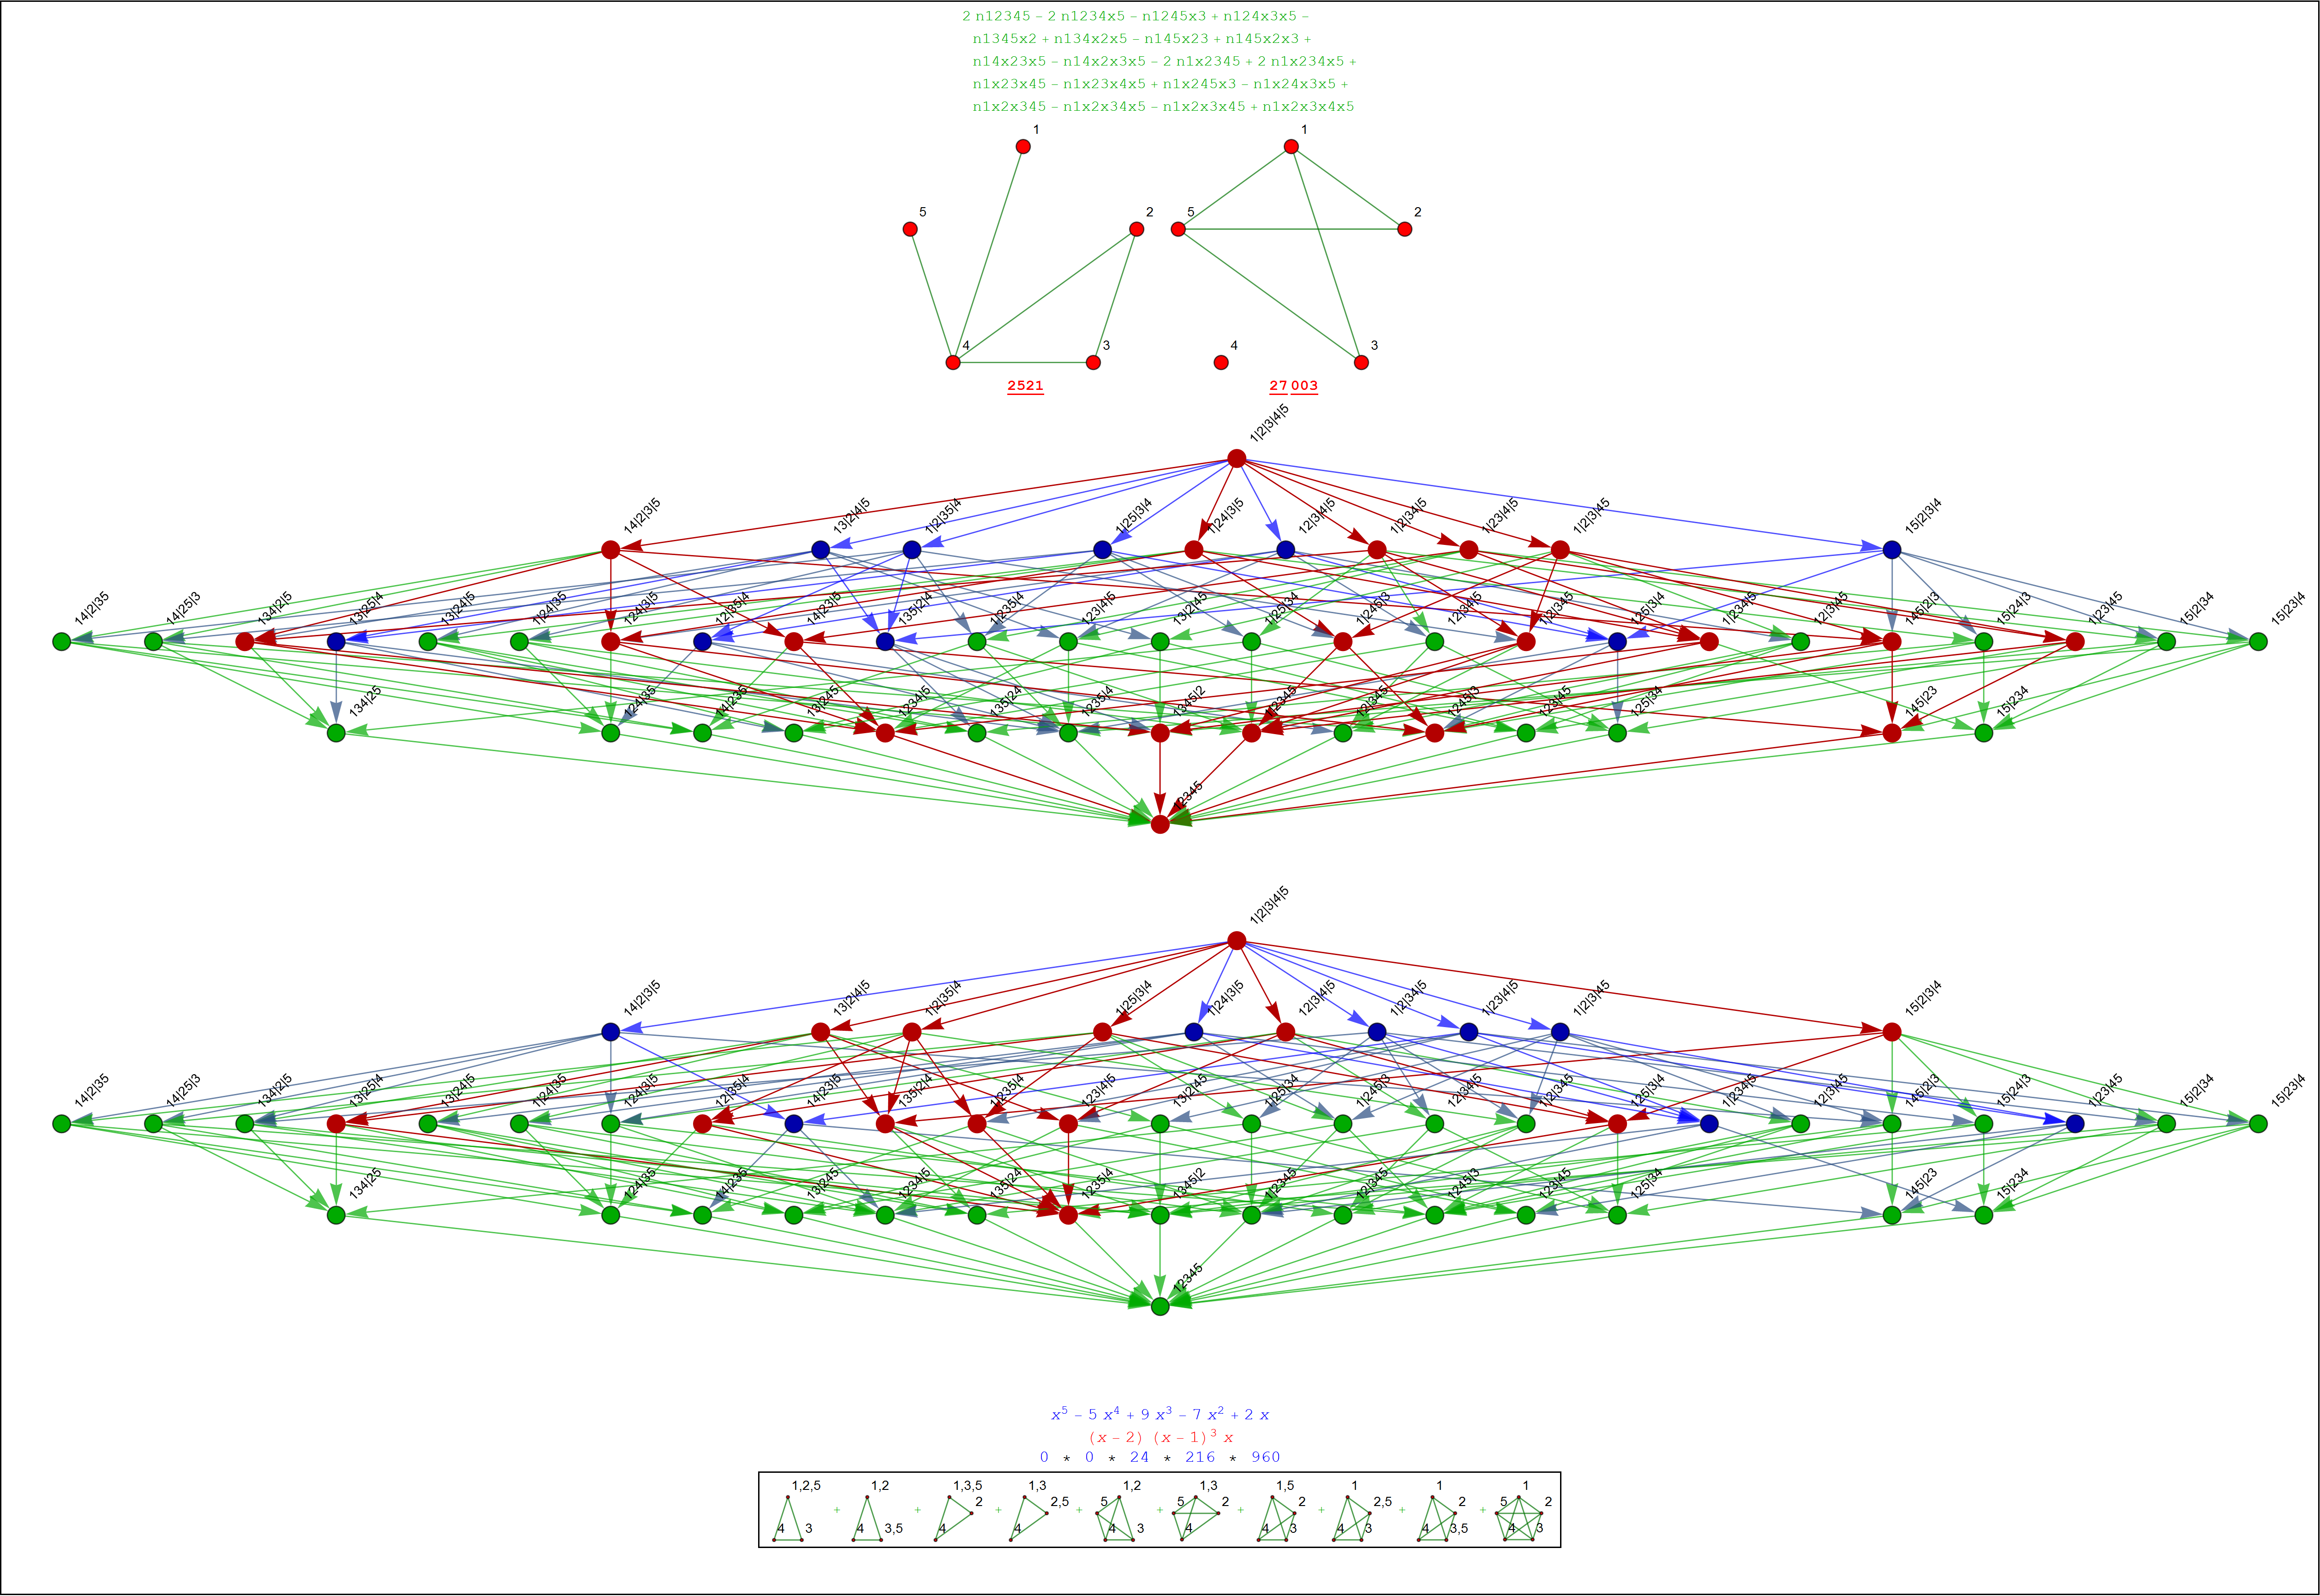 2 n12345 − 2 n1234x5 − n1245x3 + n124x3x5 −
n1345x2 + n134x2x5 − n145x23 + n145x2x3 +
n14x23x5 − n14x2x3x5 − 2 n1x2345 + 2 n1x234x5 +
n1x23x45 − n1x23x4x5 + n1x245x3 − n1x24x3x5 +
n1x2x345 − n1x2x34x5 − n1x2x3x45 + n1x2x3x4x5
1 1
5 2 5 2
4 3 4 3
2521 27 003
1|2|3|4|5
14|2|3|5 13|2|4|5 1|2|35|4 1|25|3|4 1|24|3|5 12|3|4|5 1|2|34|5 1|23|4|5 1|2|3|45 15|2|3|4
14|2|35 14|25|3 134|2|5 13|25|4 13|24|5 1|24|35 124|3|5 12|35|4 14|23|5 135|2|4 1|235|4 123|4|5 13|2|45 1|25|34 1|245|3 12|34|5 1|2|345 125|3|4 1|234|5 12|3|45 145|2|3 15|24|3 1|23|45 15|2|34 15|23|4
134|25 124|35 14|235 13|245 1234|5 135|24 1235|4 1345|2 1|2345 12|345 1245|3 123|45 125|34 145|23 15|234
12345
1|2|3|4|5
14|2|3|5 13|2|4|5 1|2|35|4 1|25|3|4 1|24|3|5 12|3|4|5 1|2|34|5 1|23|4|5 1|2|3|45 15|2|3|4
14|2|35 14|25|3 134|2|5 13|25|4 13|24|5 1|24|35 124|3|5 12|35|4 14|23|5 135|2|4 1|235|4 123|4|5 13|2|45 1|25|34 1|245|3 12|34|5 1|2|345 125|3|4 1|234|5 12|3|45 145|2|3 15|24|3 1|23|45 15|2|34 15|23|4
134|25 124|35 14|235 13|245 1234|5 135|24 1235|4 1345|2 1|2345 12|345 1245|3 123|45 125|34 145|23 15|234
12345
x⁵ − 5 x⁴ + 9 x³ − 7 x² + 2 x
(x − 2) (x − 1)³ x
0 * 0 * 24 * 216 * 960
1,2,5 1,2 1,3,5 1,3 1,2 1,3 1,5 1 1 1
+ + 2 + 2,5 + 5 + 5 2 + 2 + 2,5 + 2 + 5 2
4 3 4 3,5 4 4 4 3 4 4 3 4 3 4 3,5 4 3